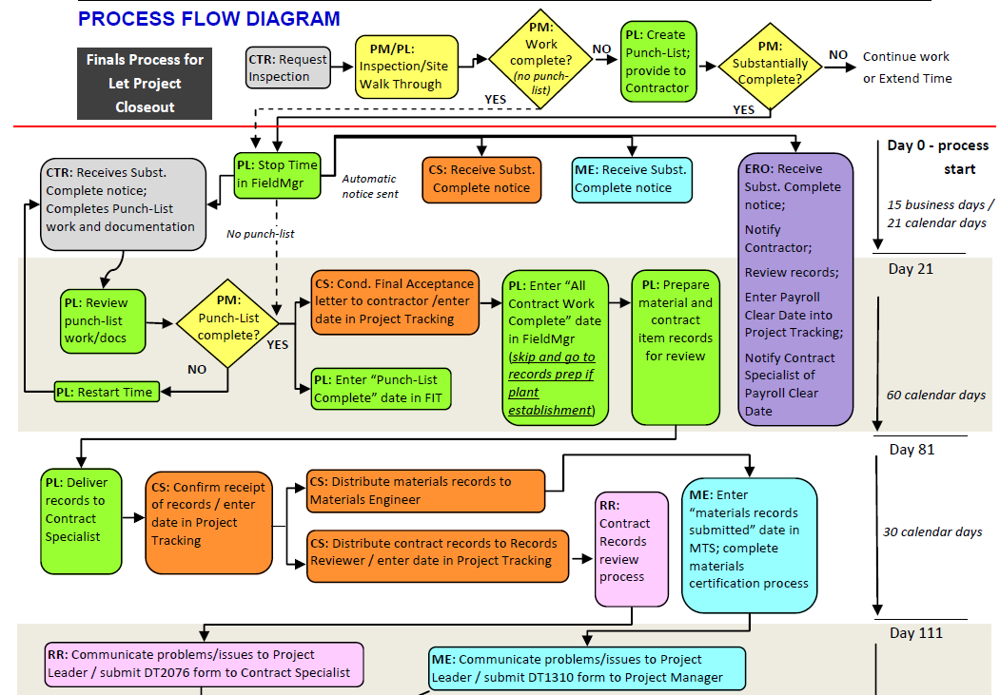 PROCESS FLOW DIAGRAM
Finals Process for
Let Project
Closeout
CTR: Request
Inspection
PM/PL:
Inspection/Site
Walk Through
PM:
Work
complete?
(no punch-
list)
NO
YES
PL: Create
Punch-List;
provide to
Contractor
PM:
Substantially
Complete?
NO
YES
Continue work
or Extend Time
CTR: Receives Subst.
Complete notice;
Completes Punch-List
work and documentation
PL: Stop Time
in FieldMgr
Automatic
notice sent
No punch-list
CS: Receive Subst.
Complete notice
ME: Receive Subst.
Complete notice
ERO: Receive
Subst. Complete
notice;
Notify
Contractor;
Review records;
Enter Payroll
Clear Date into
Project Tracking;
Notify Contract
Specialist of
Payroll Clear
Date
Day 0 - process
start
15 business days /
21 calendar days
Day 21
PL: Review
punch-list
work/docs
PM:
Punch-List
complete?
YES
NO
PL: Restart Time
CS: Cond. Final Acceptance
letter to contractor /enter
date in Project Tracking
PL: Enter “Punch-List
Complete” date in FIT
PL: Enter “All
Contract Work
Complete” date
in FieldMgr
(skip and go to
records prep if
plant
establishment)
PL: Prepare
material and
contract
item records
for review
60 calendar days
Day 81
PL: Deliver
records to
Contract
Specialist
CS: Confirm receipt
of records / enter
date in Project
Tracking
CS: Distribute materials records to
Materials Engineer
CS: Distribute contract records to Records
Reviewer / enter date in Project Tracking
RR:
Contract
Records
review
process
ME: Enter
“materials records
submitted” date in
MTS; complete
materials
certification process
30 calendar days
Day 111
RR: Communicate problems/issues to Project
Leader / submit DT2076 form to Contract Specialist
ME: Communicate problems/issues to Project
Leader / submit DT1310 form to Project Manager